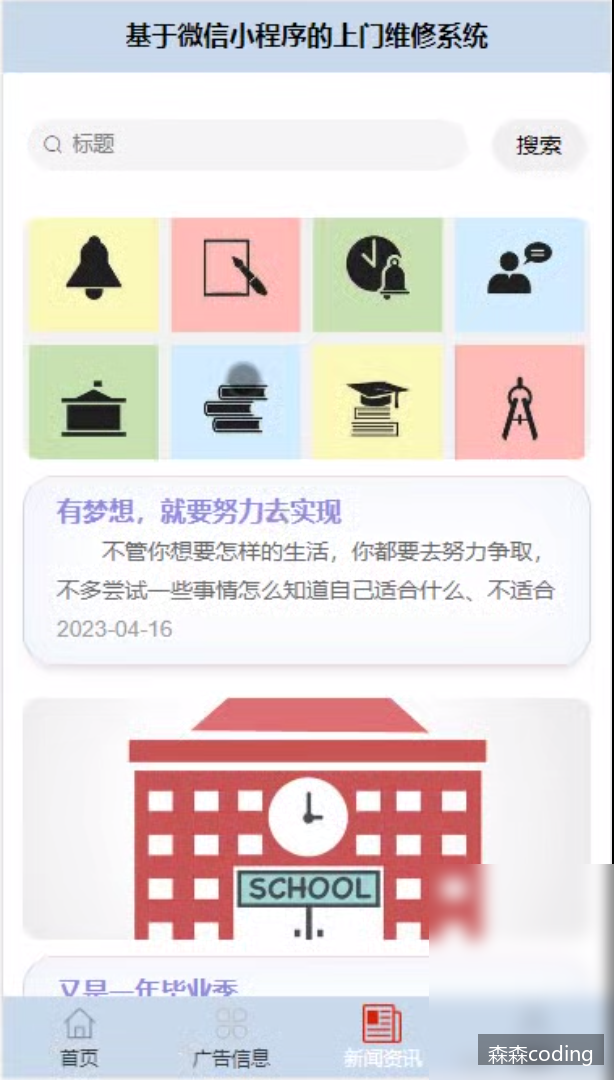 基于微信小程序的上门维修系统
标题
搜索
有梦想，就要努力去实现
不管你想要怎样的生活，你都要去努力争取，
不多尝试一些事情怎么知道自己适合什么、不适合
2023-04-16
SCHOOL
又是一年毕业季
首页
广告信息
新闻资讯
森森coding